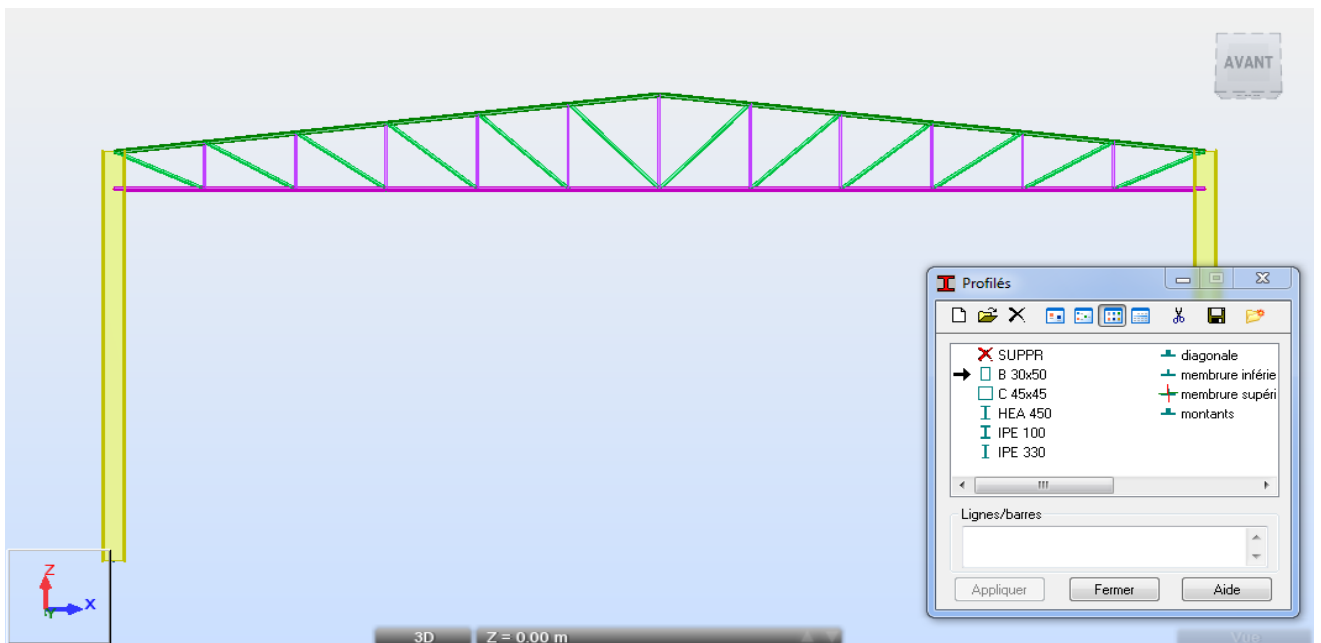 AVANT
Profilés
SUPPR
B 30x50
C 45x45
HEA 450
IPE 100
IPE 330
diagonale
membrure inférie
membrure supéri
montants
Lignes/barres
Appliquer Fermer Aide
Z
X
3D Z = 0.00 m
Vue